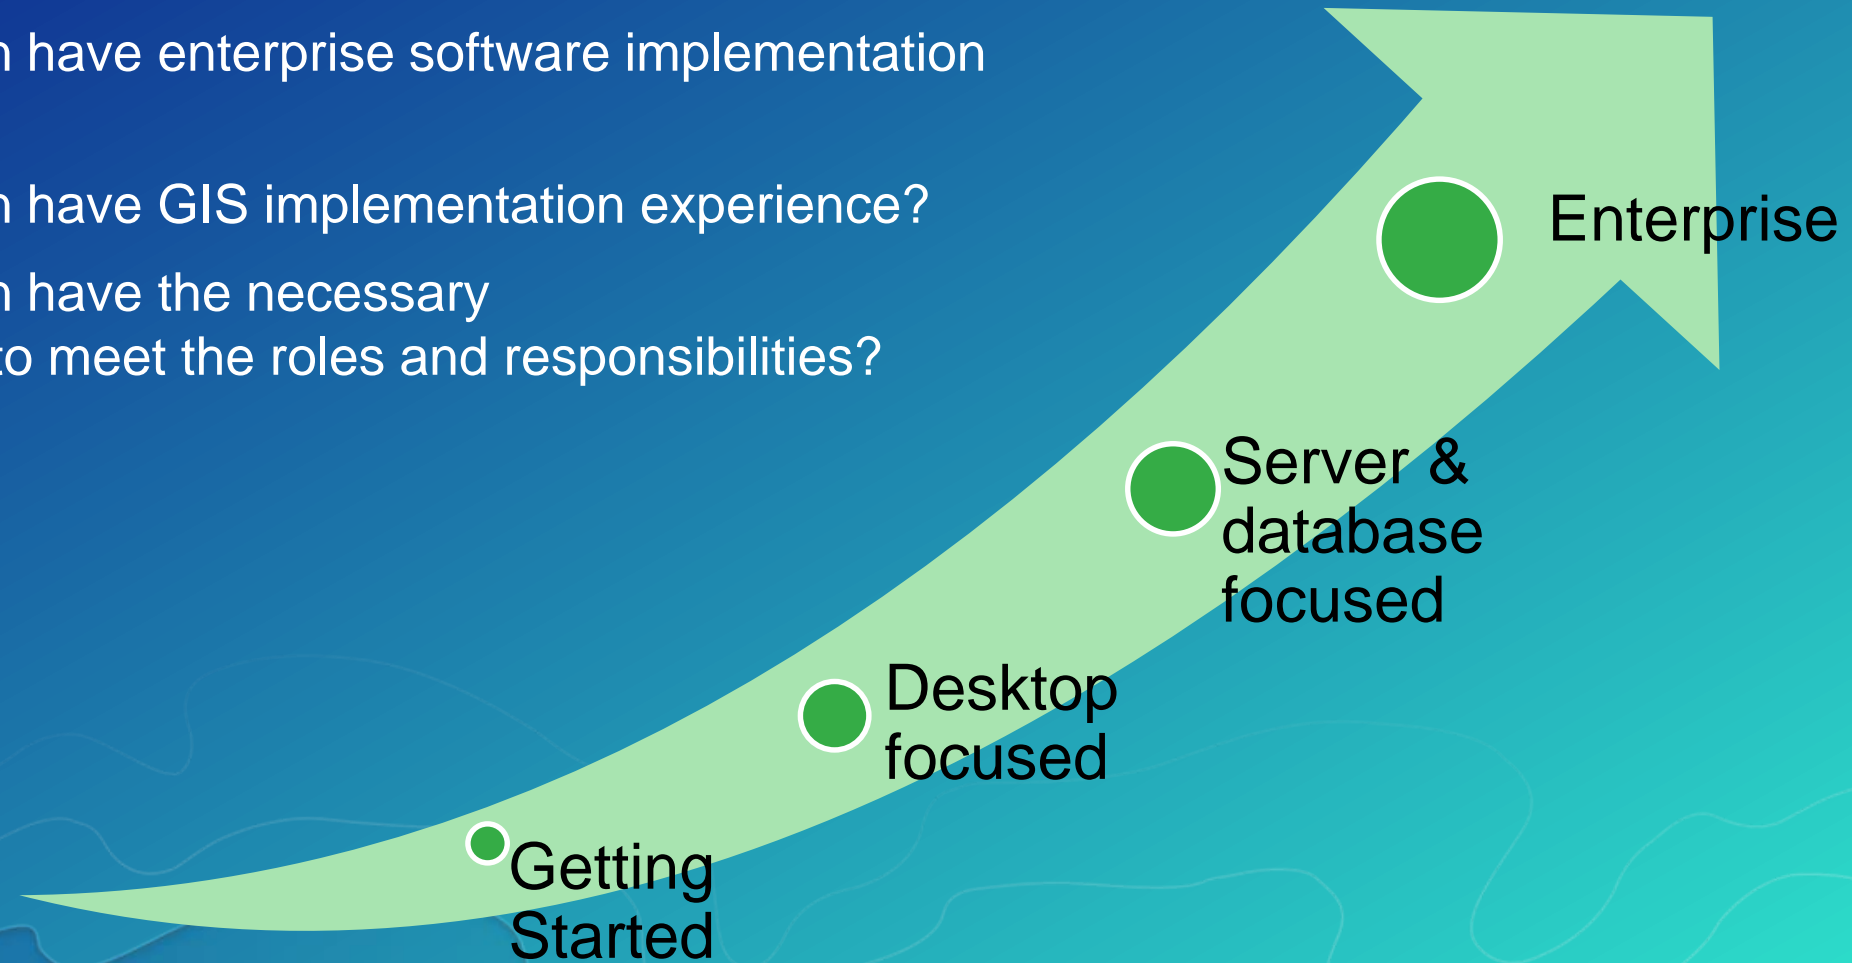 have enterprise software implementation
have GIS implementation experience?
have the necessary
to meet the roles and responsibilities?
Enterprise
Server &
database
focused
Desktop
focused
Getting
Started